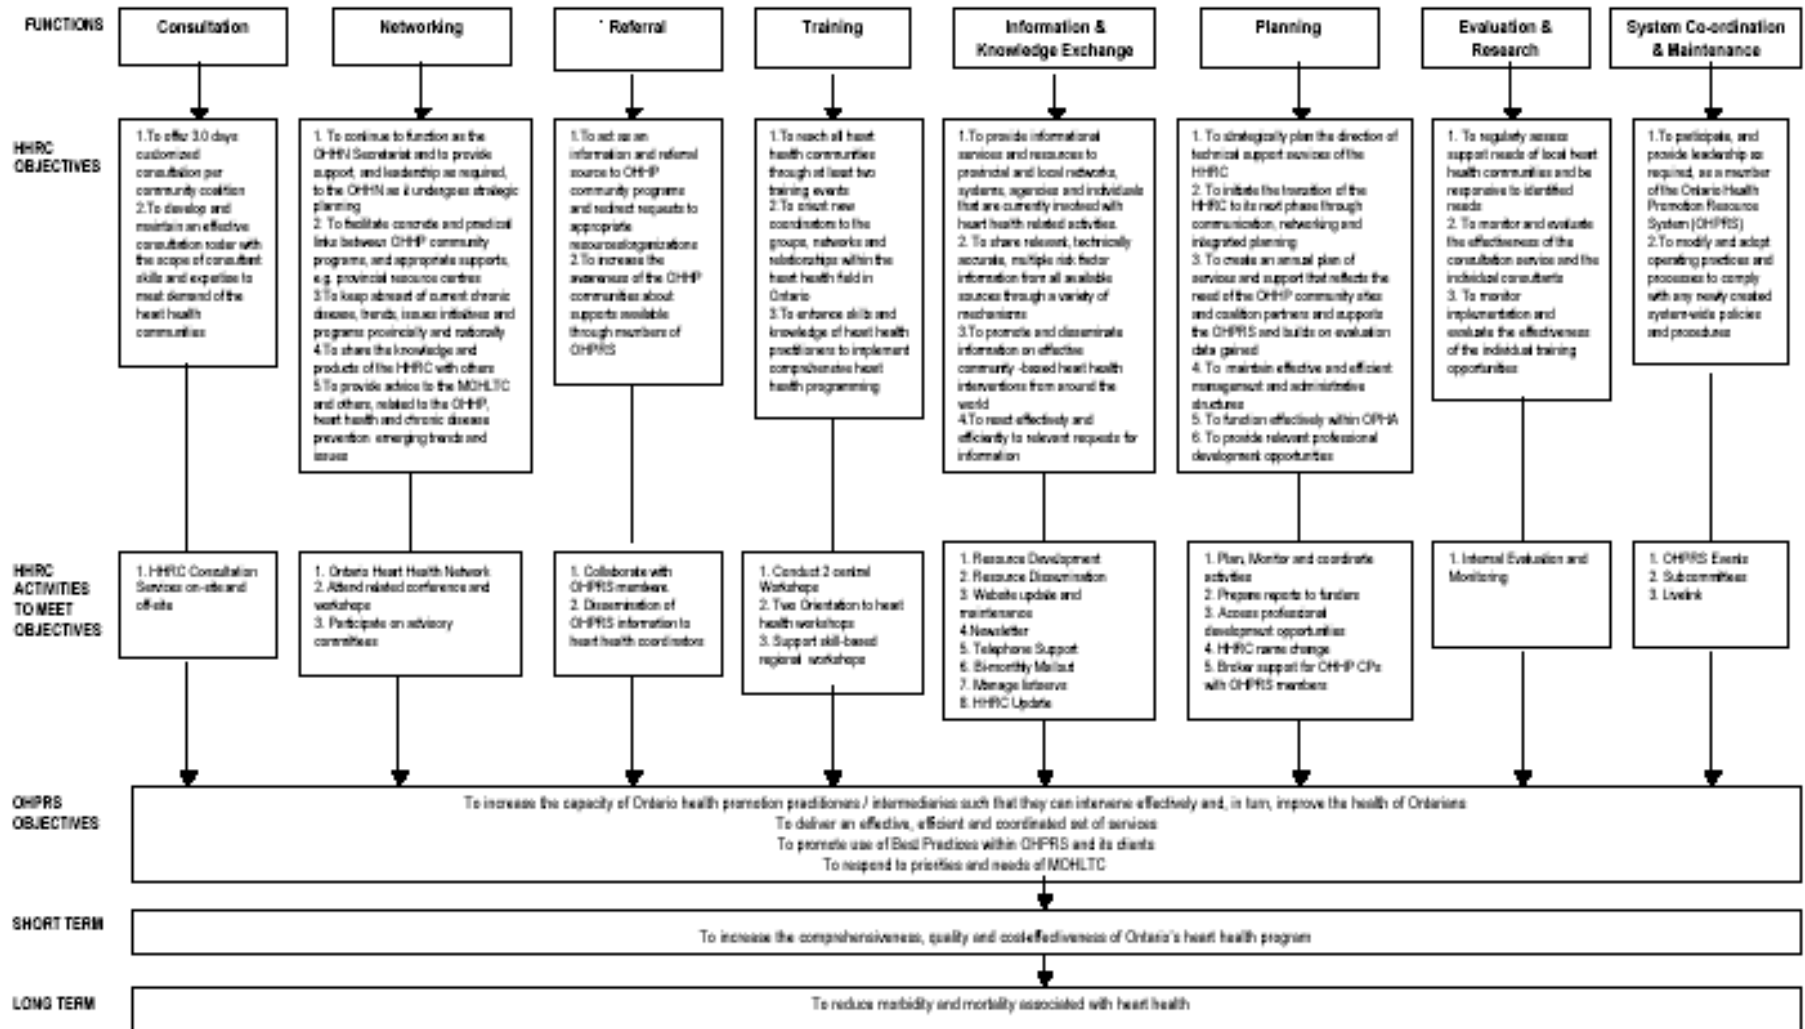 FUNCTIONS
Consultation
Networking
Referral
Training
Information &
Knowledge Exchange
Planning
Evaluation &
Research
System Co-ordination
& Maintenance
HHRC
OBJECTIVES
1.To offer 3.0 days
customized
consultation per
community coalition
2.To develop and
maintain an effective
consultation roster with
the scope of consultant
skills and expertise to
meet demand of the
heart health
communities
1. To continue to function as the
OHHN Secretariat and to provide
support, and leadership as required,
to the OHHN as it undergoes strategic
planning
2. To facilitate concrete and practical
links between OHHP community
programs, and appropriate supports,
e.g. provincial resource centres
3.To keep abreast of current chronic
disease, trends, issues initiatives and
programs provincially and nationally
4.To share the knowledge and
products of the HHRC with others
5.To provide advice to the MOHLTC
and others, related to the OHHP,
heart health and chronic disease
prevention emerging trends and
issues
1.To act as an
information and referral
source to OHHP
community programs
and redirect requests to
appropriate
resources/organizations
2.To increase the
awareness of the OHHP
communities about
supports available
through members of
OHPRS
1.To reach all heart
health communities
through at least two
training events
2.To orient new
coordinators to the
groups, networks and
relationships within the
heart health field in
Ontario
3.To enhance skills and
knowledge of heart health
practitioners to implement
comprehensive heart
health programming
1.To provide informational
services and resources to
provincial and local networks,
systems, agencies and individuals
that are currently involved with
heart health related activities.
2. To share relevant, technically
accurate, multiple risk factor
information from all available
sources through a variety of
mechanisms
3.To promote and disseminate
information on effective
community -based heart health
interventions from around the
world
4.To react effectively and
efficiently to relevant requests for
information
1. To strategically plan the direction of
technical support services of the
HHRC
2. To initiate the transition of the
HHRC to its next phase through
communication, networking and
integrated planning
3. To create an annual plan of
services and support that reflects the
need of the OHHP community sites
and coalition partners and supports
the OHPRS and builds on evaluation
data gained
4. To maintain effective and efficient
management and administrative
structures
5. To function effectively within OPHA
6. To provide relevant professional
development opportunities
1. To regularly assess
support needs of local heart
health communities and be
responsive to identified
needs
2. To monitor and evaluate
the effectiveness of the
consultation service and the
individual consultants
3. To monitor
implementation and
evaluate the effectiveness
of the individual training
opportunities
1.To participate, and
provide leadership as
required, as a member
of the Ontario Health
Promotion Resource
System (OHPRS)
2.To modify and adopt
operating practices and
processes to comply
with any newly created
system-wide policies
and procedures
HHRC
ACTIVITIES
TO MEET
OBJECTIVES
1. HHRC Consultation
Services on-site and
off-site
1. Ontario Heart Health Network
2. Attend related conference and
workshops
3. Participate on advisory
committees
1. Collaborate with
OHPRS members.
2. Dissemination of
OHPRS information to
heart health coordinators
1. Conduct 2 central
Workshops
2. Two Orientation to heart
health workshops
3. Support skill-based
regional workshops
1. Resource Development
2. Resource Dissemination
3. Website update and
maintenance
4.Newsletter
5. Telephone Support
6. Bi-monthly Mailout
7. Manage listservs
8. HHRC Update
1. Plan, Monitor and coordinate
activities
2. Prepare reports to funders
3. Access professional
development opportunities
4. HHRC name change
5. Broker support for OHHP CPs
with OHPRS members
1. Internal Evaluation and
Monitoring
1. OHPRS Events
2. Subcommittees
3. Livelink
OHPRS
OBJECTIVES
To increase the capacity of Ontario health promotion practitioners / intermediaries such that they can intervene effectively and, in turn, improve the health of Ontarians
To deliver an effective, efficient and coordinated set of services
To promote use of Best Practices within OHPRS and its clients
To respond to priorities and needs of MOHLTC
SHORT TERM
To increase the comprehensiveness, quality and cost-effectiveness of Ontario's heart health program
LONG TERM
To reduce morbidity and mortality associated with heart health